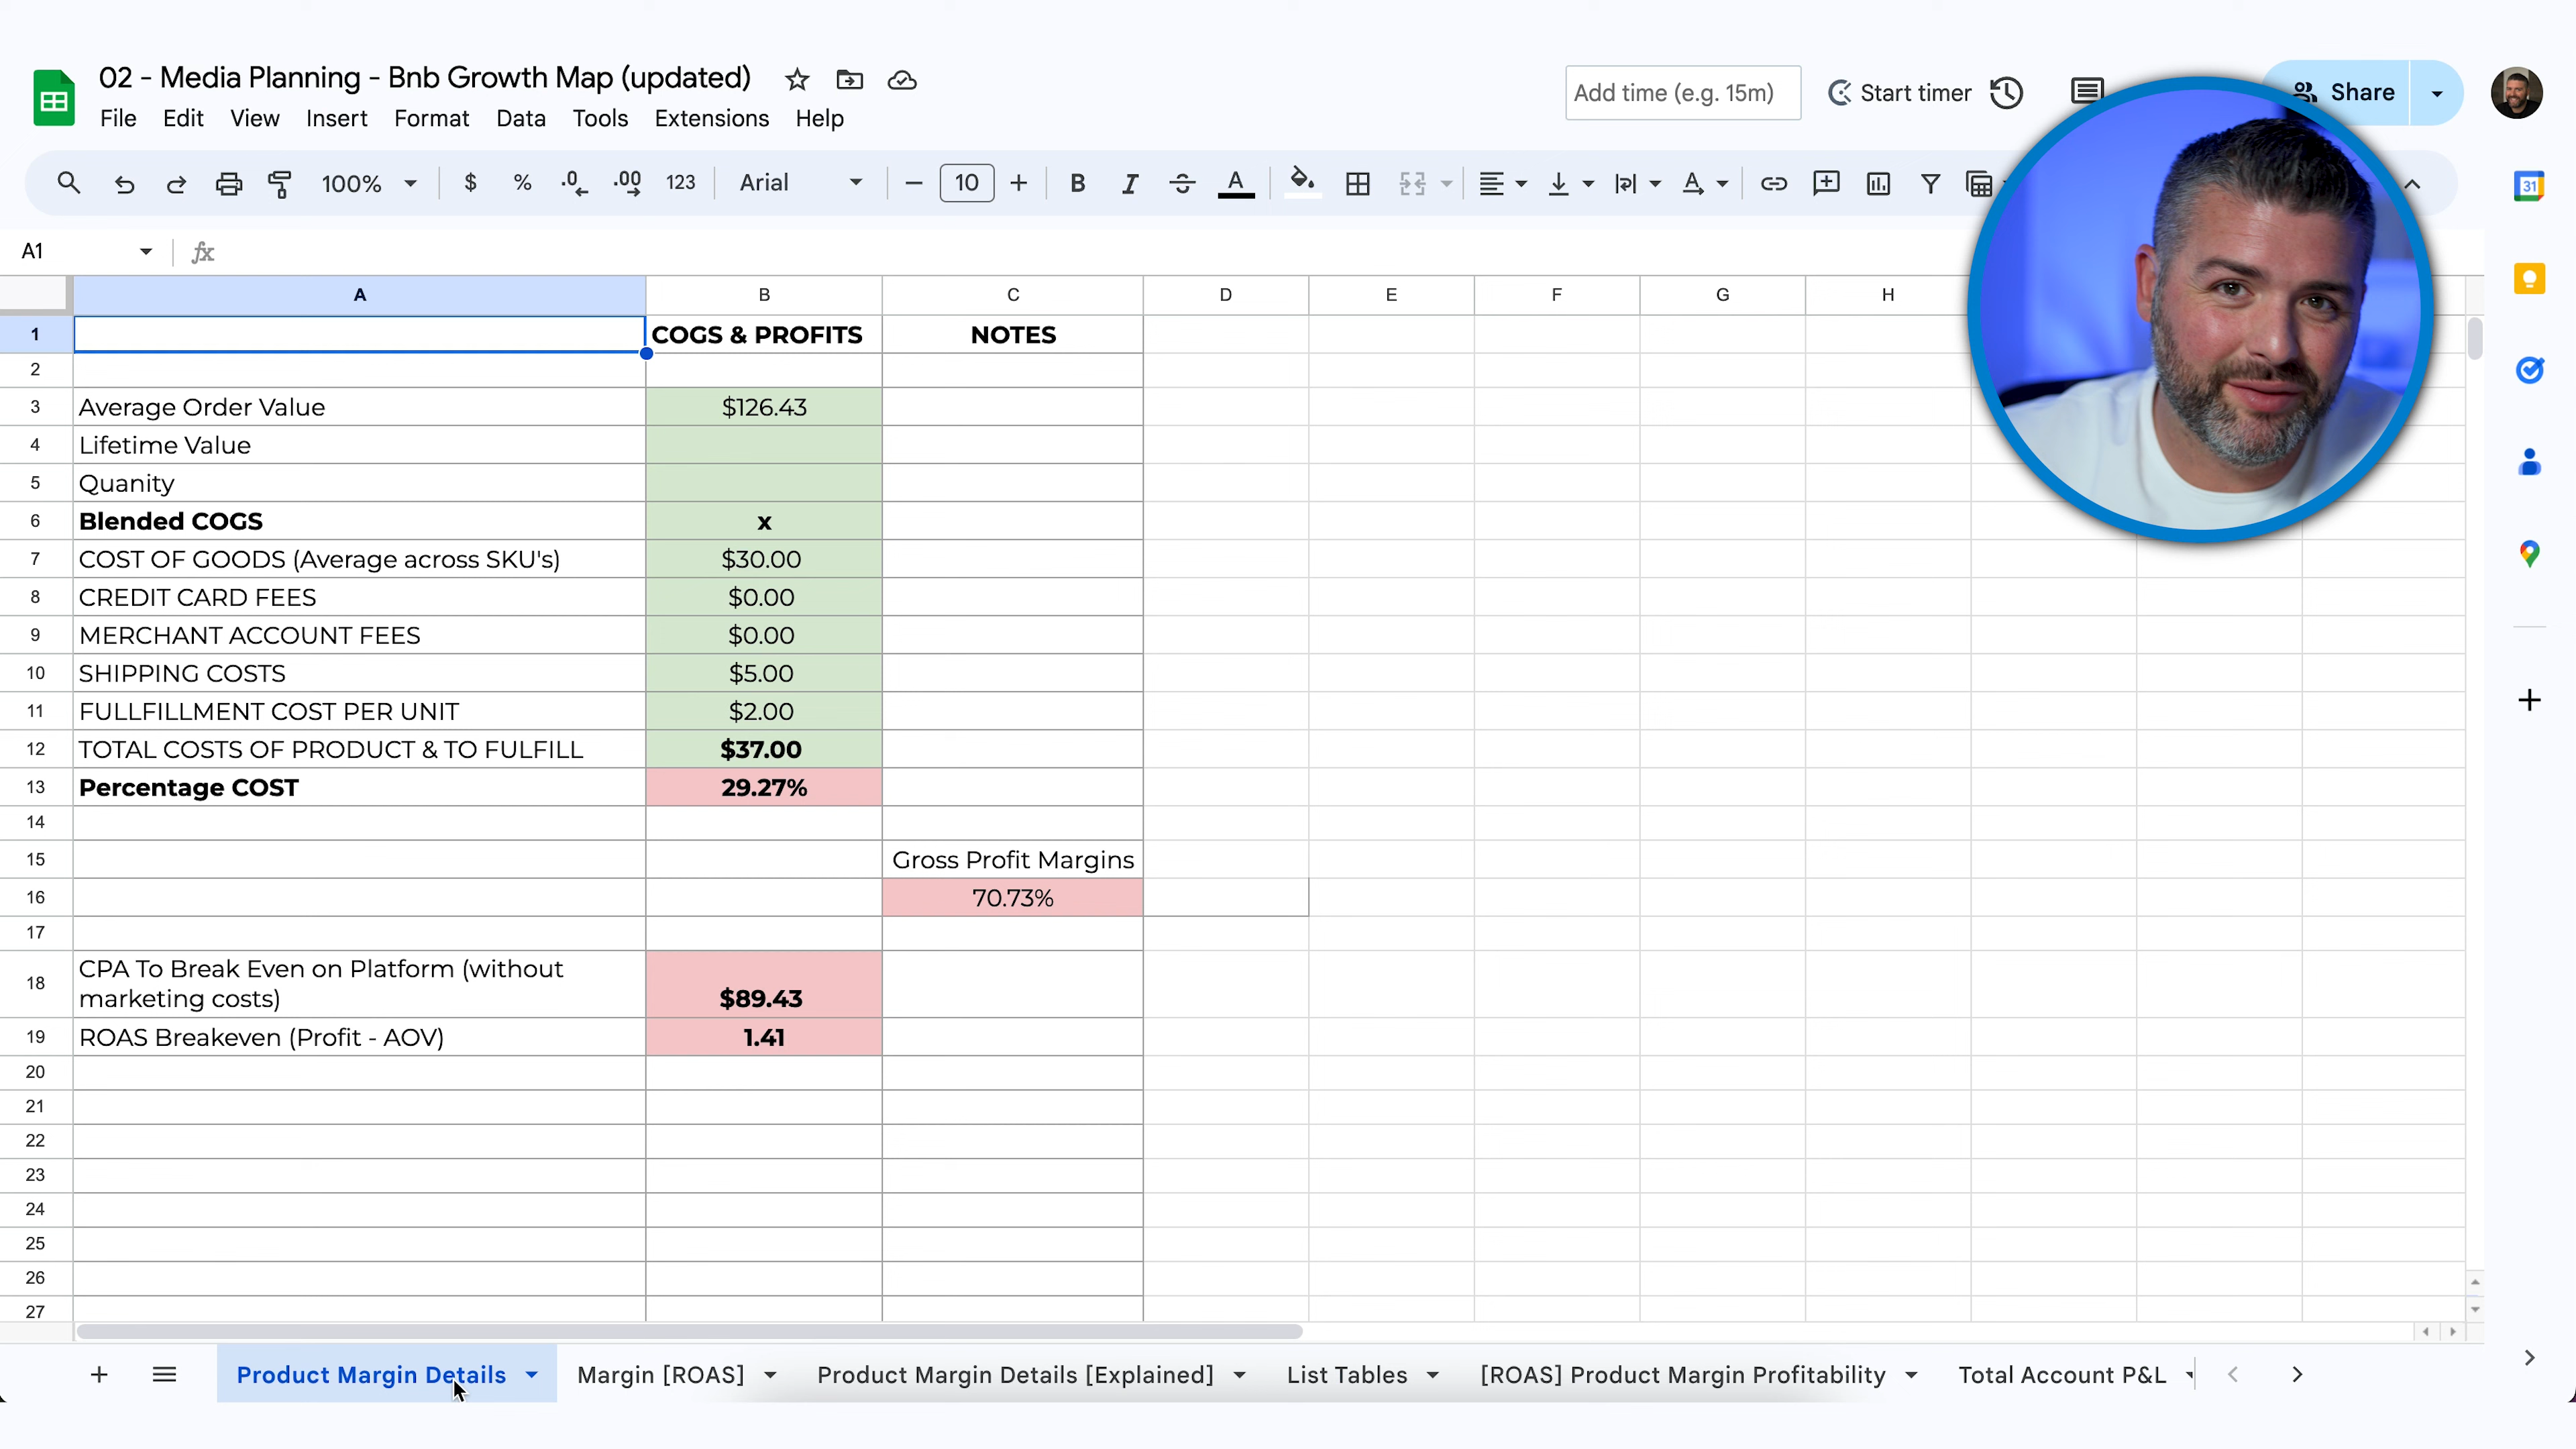 02 - Media Planning - Bnb Growth Map (updated)
File Edit View Insert Format Data Tools Extensions Help
Add time (e.g. 15m)
Start timer
Share
100% $ % .0 .00 123 Arial 10 B I A
31
A1 fx
A B C D E F G H
1 COGS & PROFITS NOTES
2
3 Average Order Value $126.43
4 Lifetime Value
5 Quanity
6 Blended COGS x
7 COST OF GOODS (Average across SKU's) $30.00
8 CREDIT CARD FEES $0.00
9 MERCHANT ACCOUNT FEES $0.00
10 SHIPPING COSTS $5.00
11 FULLFILLMENT COST PER UNIT $2.00
12 TOTAL COSTS OF PRODUCT & TO FULFILL $37.00
13 Percentage COST 29.27%
14
15 Gross Profit Margins
16 70.73%
17
18 CPA To Break Even on Platform (without
marketing costs) $89.43
19 ROAS Breakeven (Profit - AOV) 1.41
20
21
22
23
24
25
26
27
Product Margin Details Margin [ROAS] Product Margin Details [Explained] List Tables [ROAS] Product Margin Profitability Total Account P&L